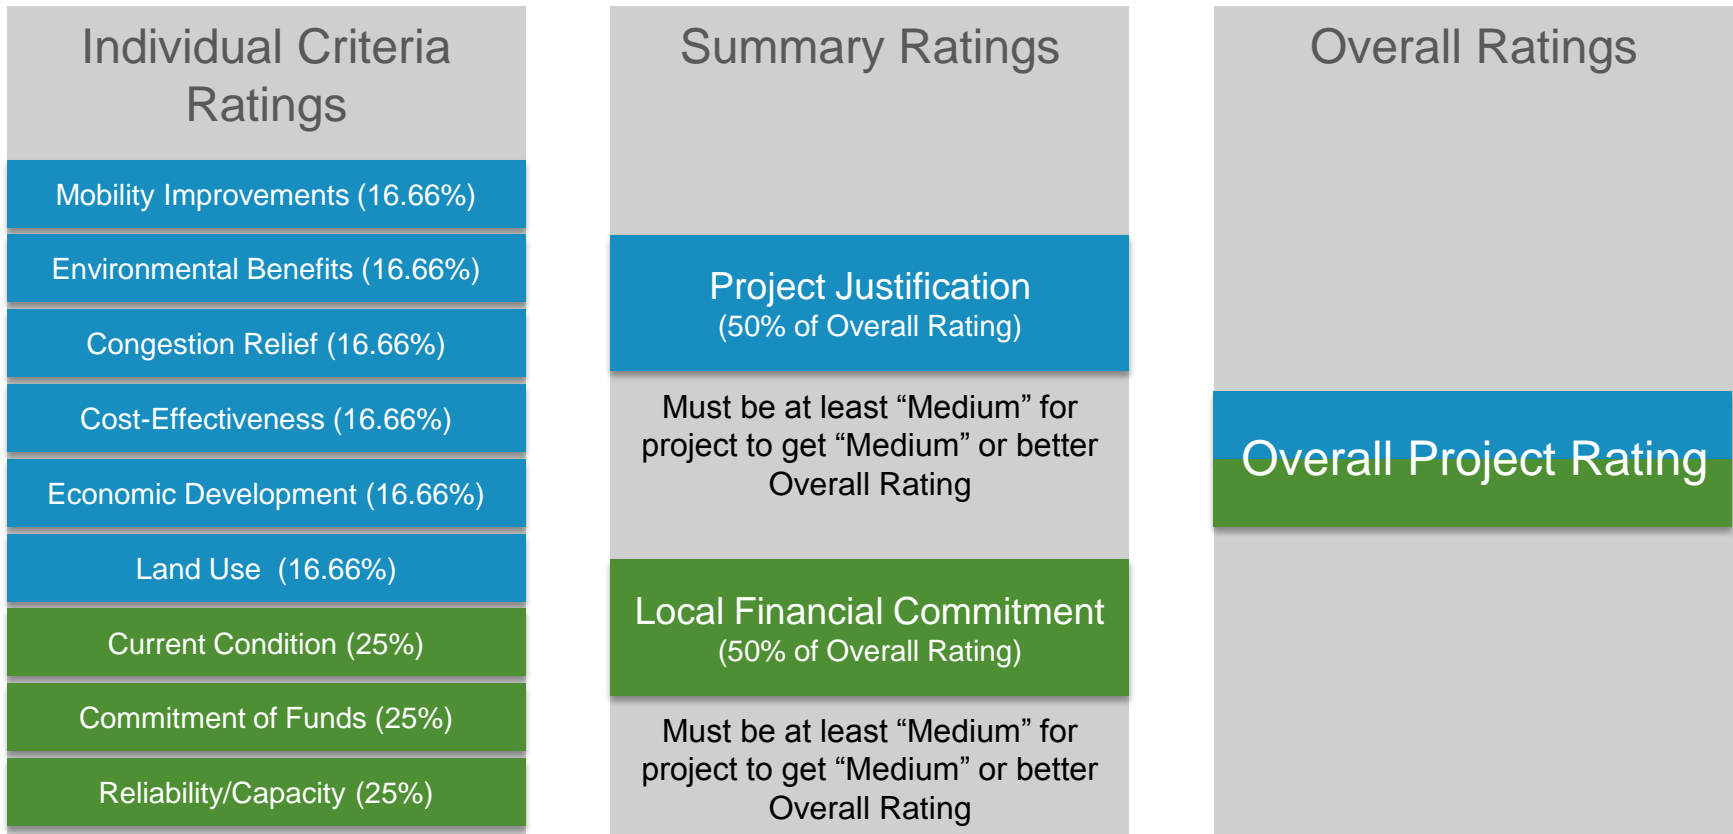 Individual Criteria
Ratings
Mobility Improvements (16.66%)
Environmental Benefits (16.66%)
Congestion Relief (16.66%)
Cost-Effectiveness (16.66%)
Economic Development (16.66%)
Land Use (16.66%)
Current Condition (25%)
Commitment of Funds (25%)
Reliability/Capacity (25%)
Summary Ratings
Project Justification
(50% of Overall Rating)
Must be at least “Medium” for
project to get “Medium” or better
Overall Rating
Local Financial Commitment
(50% of Overall Rating)
Must be at least “Medium” for
project to get “Medium” or better
Overall Rating
Overall Ratings
Overall Project Rating